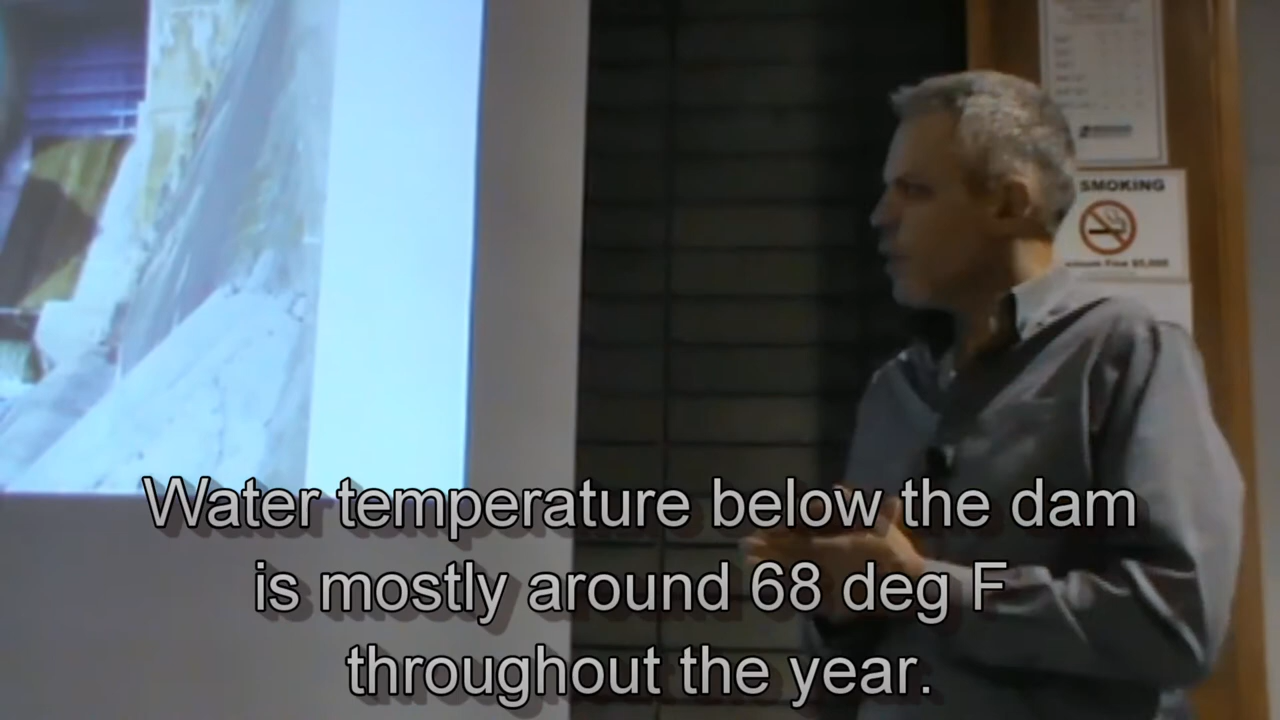 SMOKING
Water temperature below the dam
is mostly around 68 deg F
throughout the year.